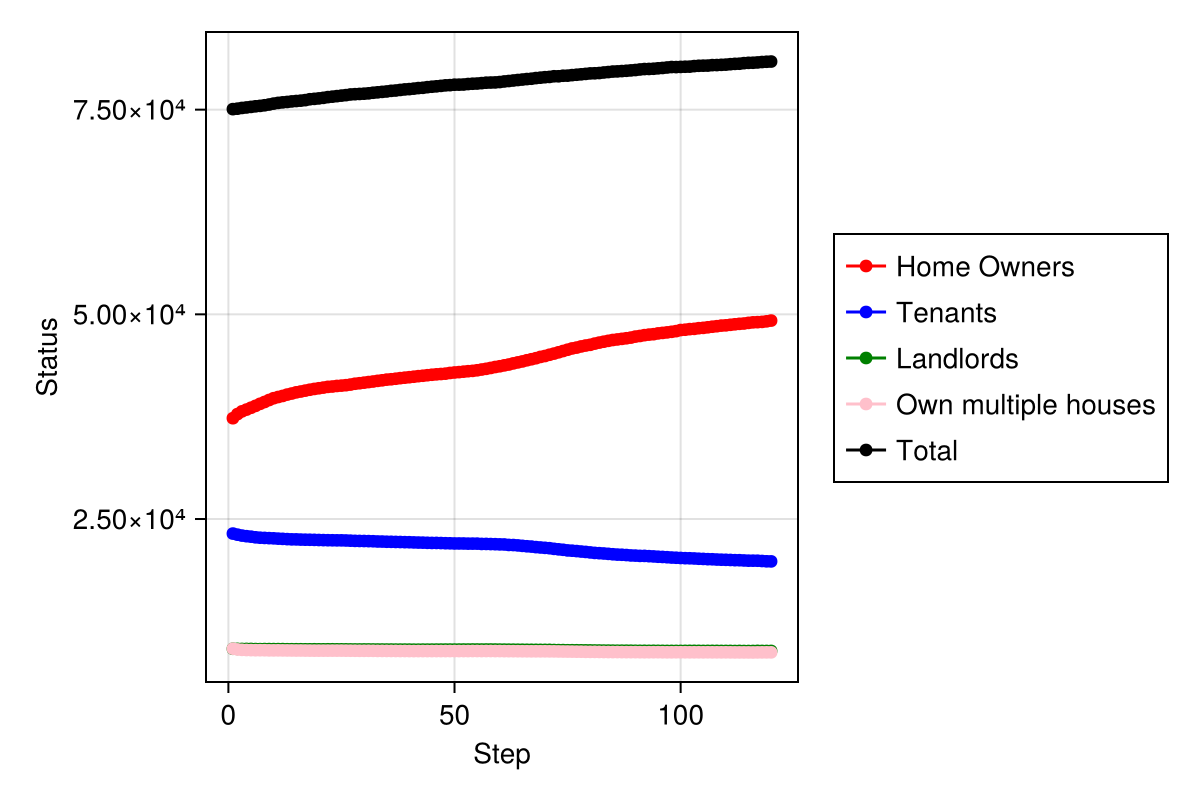 7.50×10⁴
5.00×10⁴
2.50×10⁴
Status
0 50 100
Step
Home Owners
Tenants
Landlords
Own multiple houses
Total